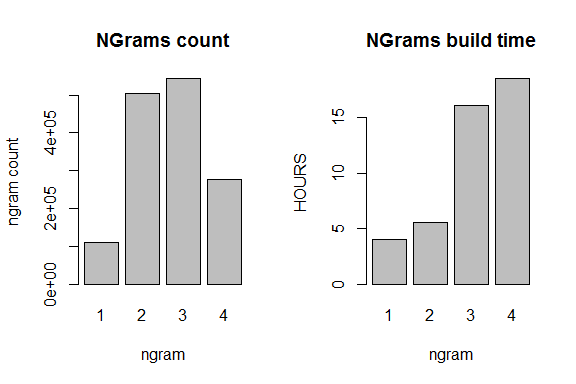 NGrams count
ngram count
0e+00
2e+05
4e+05
1 2 3 4
ngram
NGrams build time
HOURS
0
5
10
15
1 2 3 4
ngram